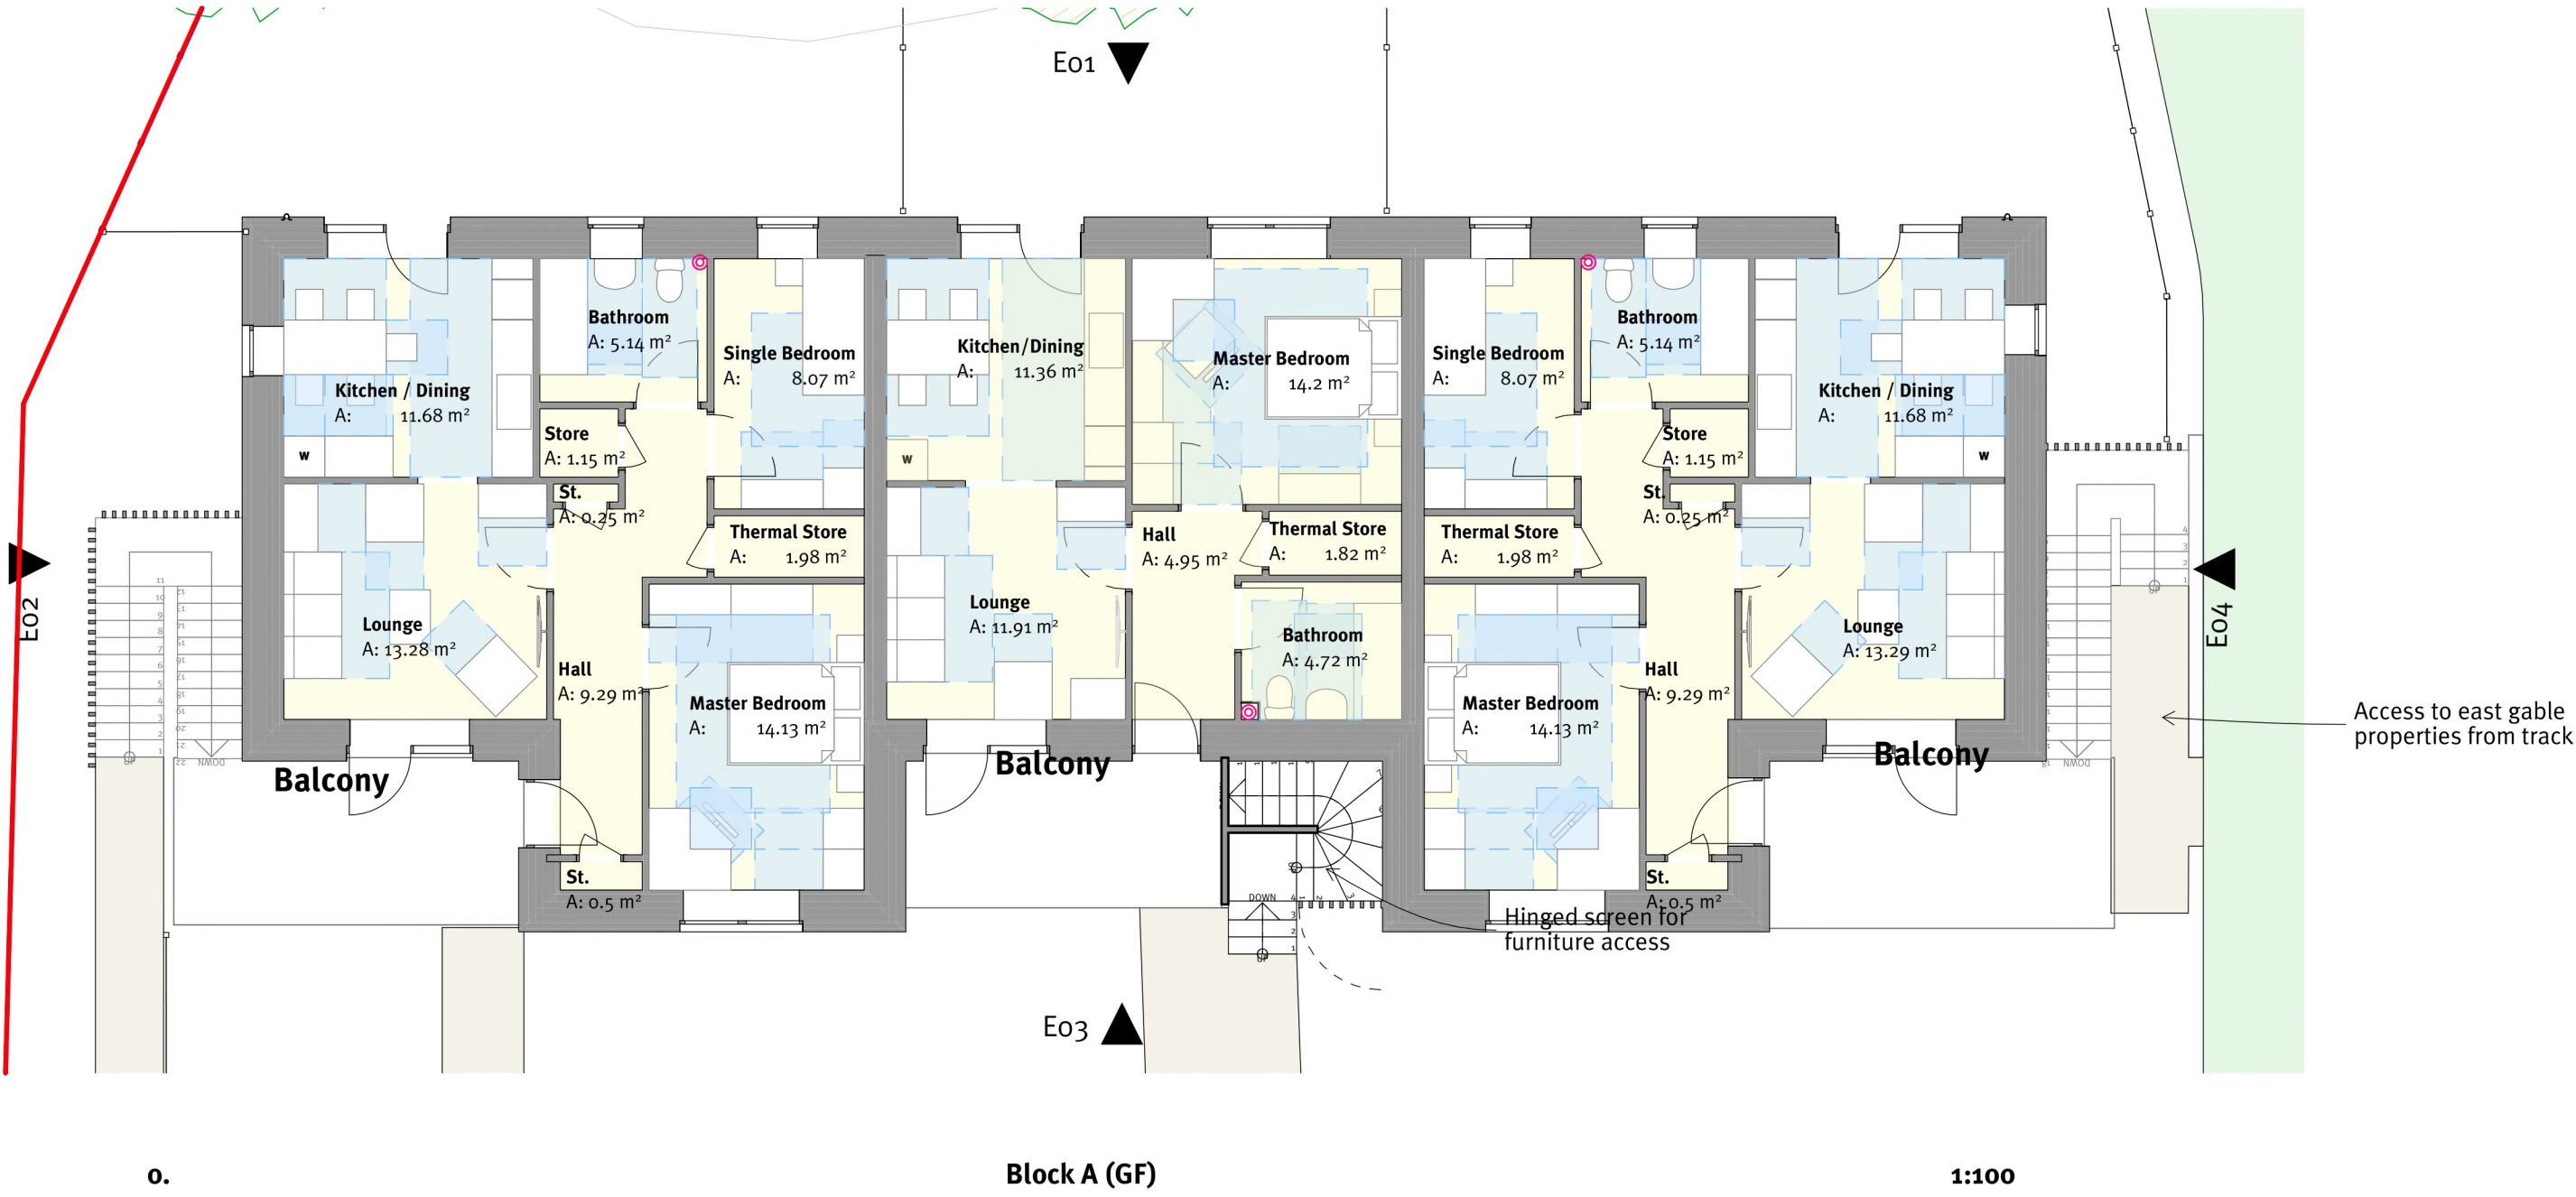 E01
Bathroom
A: 5.14 m²
Single Bedroom
A: 8.07 m²
Kitchen / Dining
A: 11.68 m²
Store
A: 1.15 m²
W
St.
A: 0.25 m²
Thermal Store
A: 1.98 m²
Lounge
A: 13.28 m²
Hall
A: 9.29 m²
Master Bedroom
A: 14.13 m²
St.
A: 0.5 m²
Balcony
Kitchen/Dining
A: 11.36 m²
W
Master Bedroom
A: 14.2 m²
Hall
A: 4.95 m²
Thermal Store
A: 1.82 m²
Lounge
A: 11.91 m²
Bathroom
A: 4.72 m²
Balcony
Single Bedroom
A: 8.07 m²
Bathroom
A: 5.14 m²
Kitchen / Dining
A: 11.68 m²
Store
A: 1.15 m²
W
St.
A: 0.25 m²
Thermal Store
A: 1.98 m²
Lounge
A: 13.29 m²
Hall
A: 9.29 m²
Master Bedroom
A: 14.13 m²
St.
A: 0.5 m²
Balcony
E02
E04
DOWN
DOWN
DOWN
UP
Access to east gable
properties from track
Hinged screen for
furniture access
E03
0.
Block A (GF)
1:100